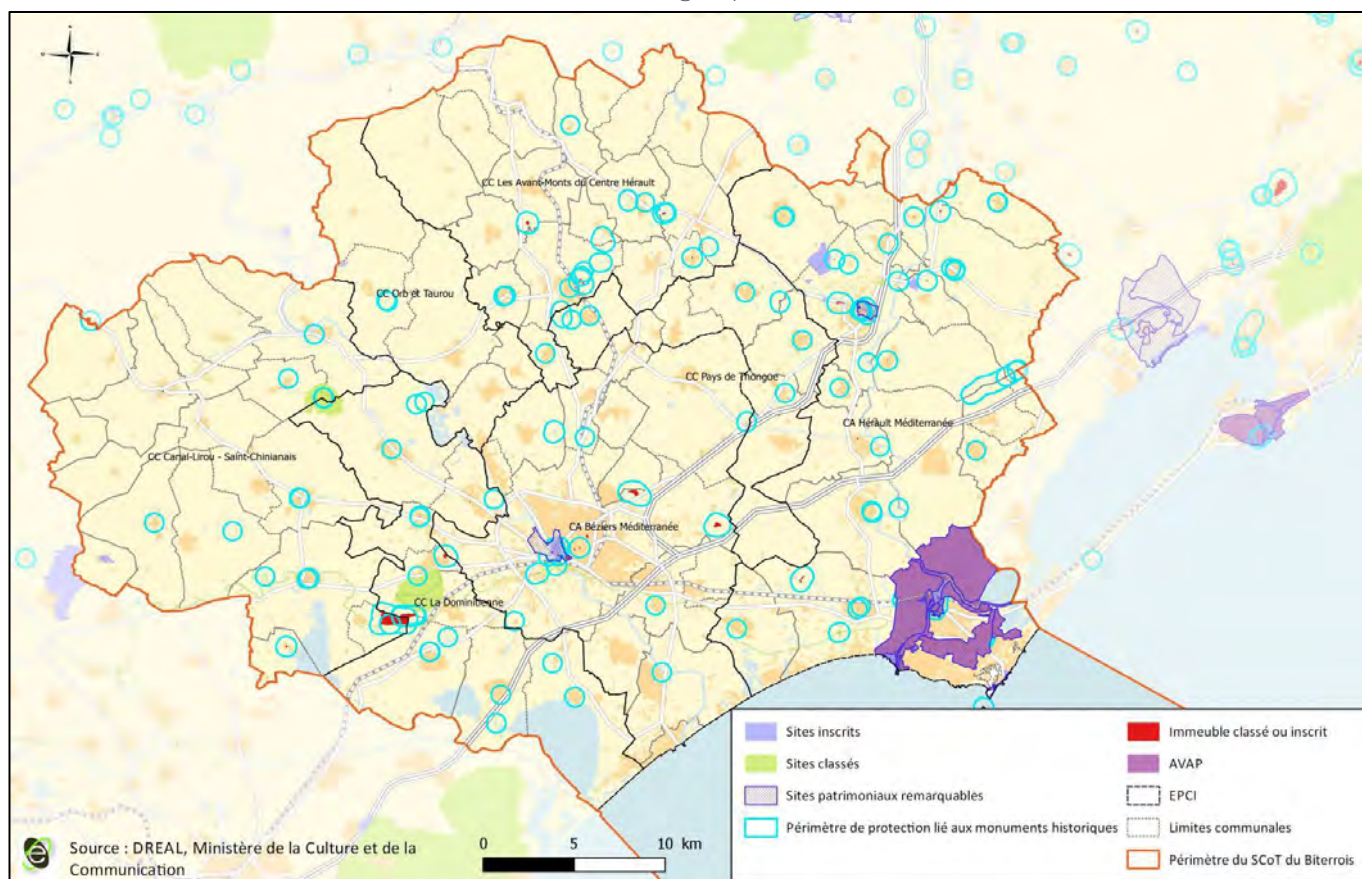 CC Les Avant-Monts du Centre Hérault
CC Orb et Taurou
CC Pays de Thongue
CA Hérault Méditerranée
CC Canal-Lirou - Saint-Chinianais
CA Béziers Méditerranée
CC La Domitienne
Sites inscrits
Sites classés
Sites patrimoniaux remarquables
Périmètre de protection lié aux monuments historiques
Immeuble classé ou inscrit
AVAP
EPCI
Limites communales
Périmètre du SCoT du Biterrois
0 5 10 km
Source : DREAL, Ministère de la Culture et de la
Communication